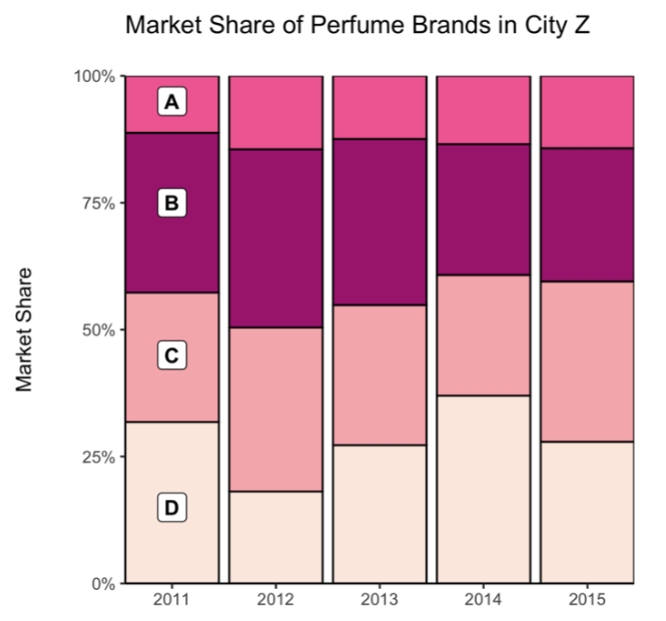 Market Share of Perfume Brands in City Z
100%
75%
50%
25%
0%
Market Share
A
B
C
D
2011 2012 2013 2014 2015